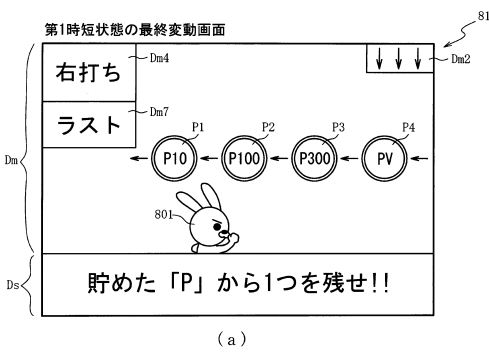 第1時短状態の最終変動画面
81
右打ち
Dm4
Dm2
ラスト
Dm7
Dm
P1
P2
P3
P4
P10
P100
P300
PV
801
Ds
貯めた「P」から1つを残せ!!
(a)